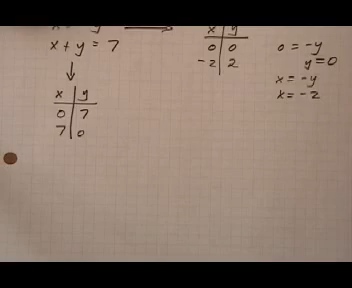 x + y = 7
x y
0 7
7 0
x y
0 0
-2 2
0 = -y
y = 0
x = -y
x = -2